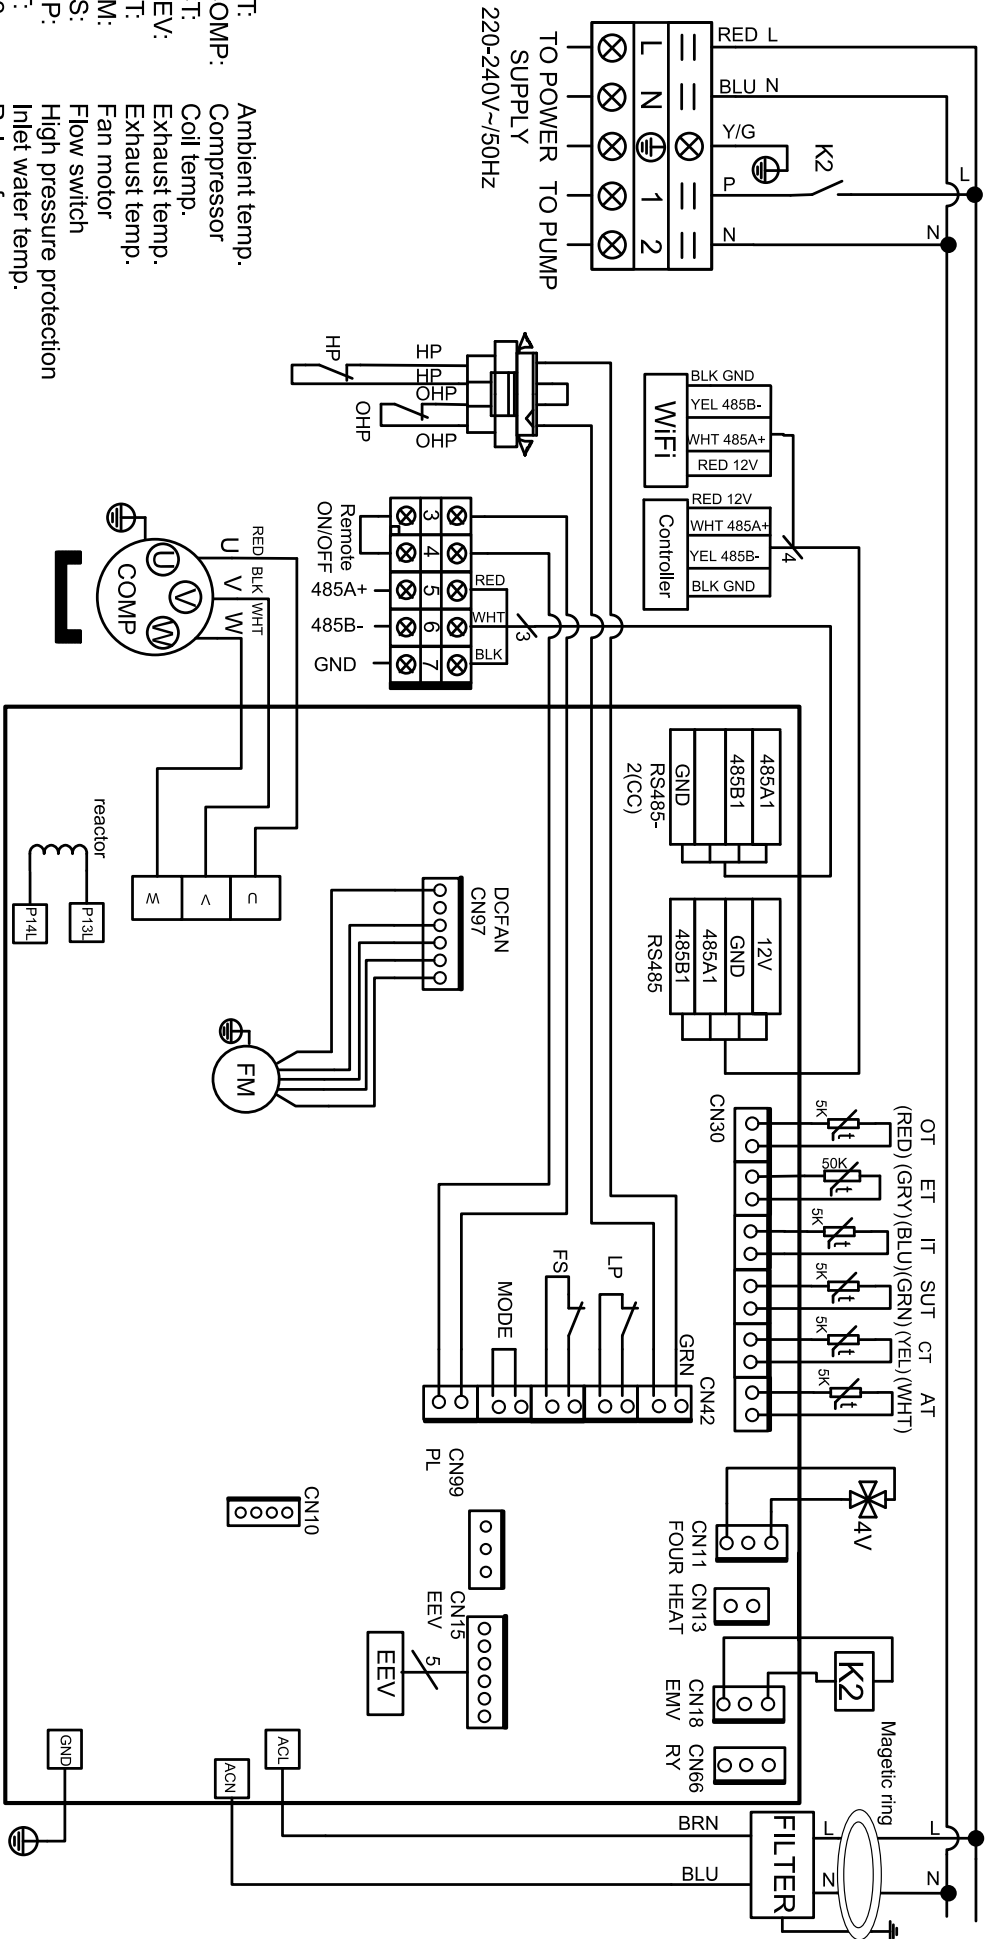 RED L
BLU N
Y/G
P
N
K2
L
N
L
N
1
2
TO POWER
SUPPLY
220-240V~/50Hz
TO PUMP
Ambient temp.
OMP:
Compressor
Coil temp.
Exhaust temp.
Exhaust temp.
Fan motor
Flow switch
High pressure protection
Inlet water temp.
T:
T:
EV:
T:
M:
S:
P:
HP
HP
HP
OHP
OHP
OHP
WiFi
BLK GND
YEL 485B-
WHT 485A+
RED 12V
Controller
RED 12V
WHT 485A+
YEL 485B-
BLK GND
4
Remote
ON/OFF
485A+
485B-
GND
3
4
5
6
7
RED
WHT
BLK
3
COMP
U
V
W
U
V
W
RED
BLK
WHT
reactor
P14L
P13L
W
V
U
DCFAN
CN97
FM
485A1
485B1
GND
RS485-
2(CC)
12V
GND
485A1
485B1
RS485
CN30
5K
t
50K
t
5K
t
5K
t
5K
t
5K
t
OT
(RED)
ET
(GRY)
IT
(BLU)
SUT
(GRN)
CT
(YEL)
AT
(WHT)
LP
FS
MODE
GRN
CN42
CN99
PL
CN10
CN15
EEV
EEV
5
4V
CN11
FOUR
CN13
HEAT
K2
CN18
EMV
CN66
RY
Magetic ring
GND
ACN
ACL
BRN
BLU
FILTER
L
N
L
N